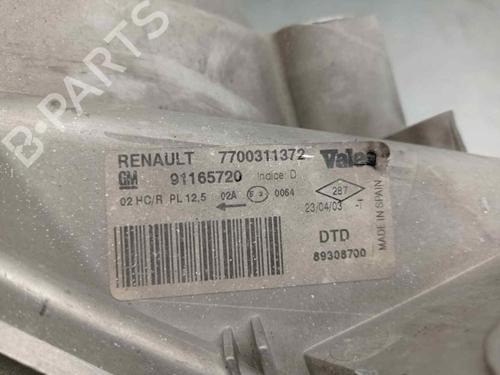 B-PARTS
RENAULT 7700311372 Valeo
GM 91165720 Indice: D
02 HC/R PL 12,5 02A 0064 287
23/04/03 -T
DTD
89308700
MADE IN SPAIN